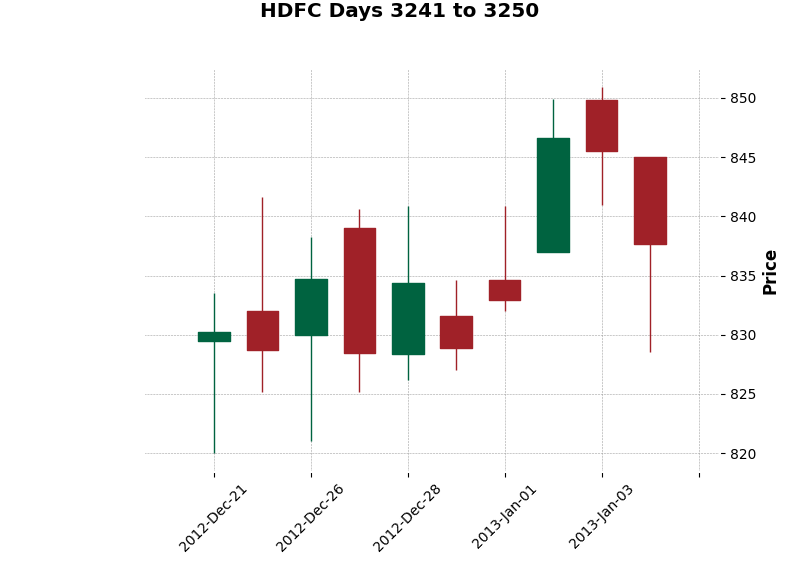 HDFC Days 3241 to 3250
850
845
840
835
830
825
820
Price
2012-Dec-21
2012-Dec-26
2012-Dec-28
2013-Jan-01
2013-Jan-03